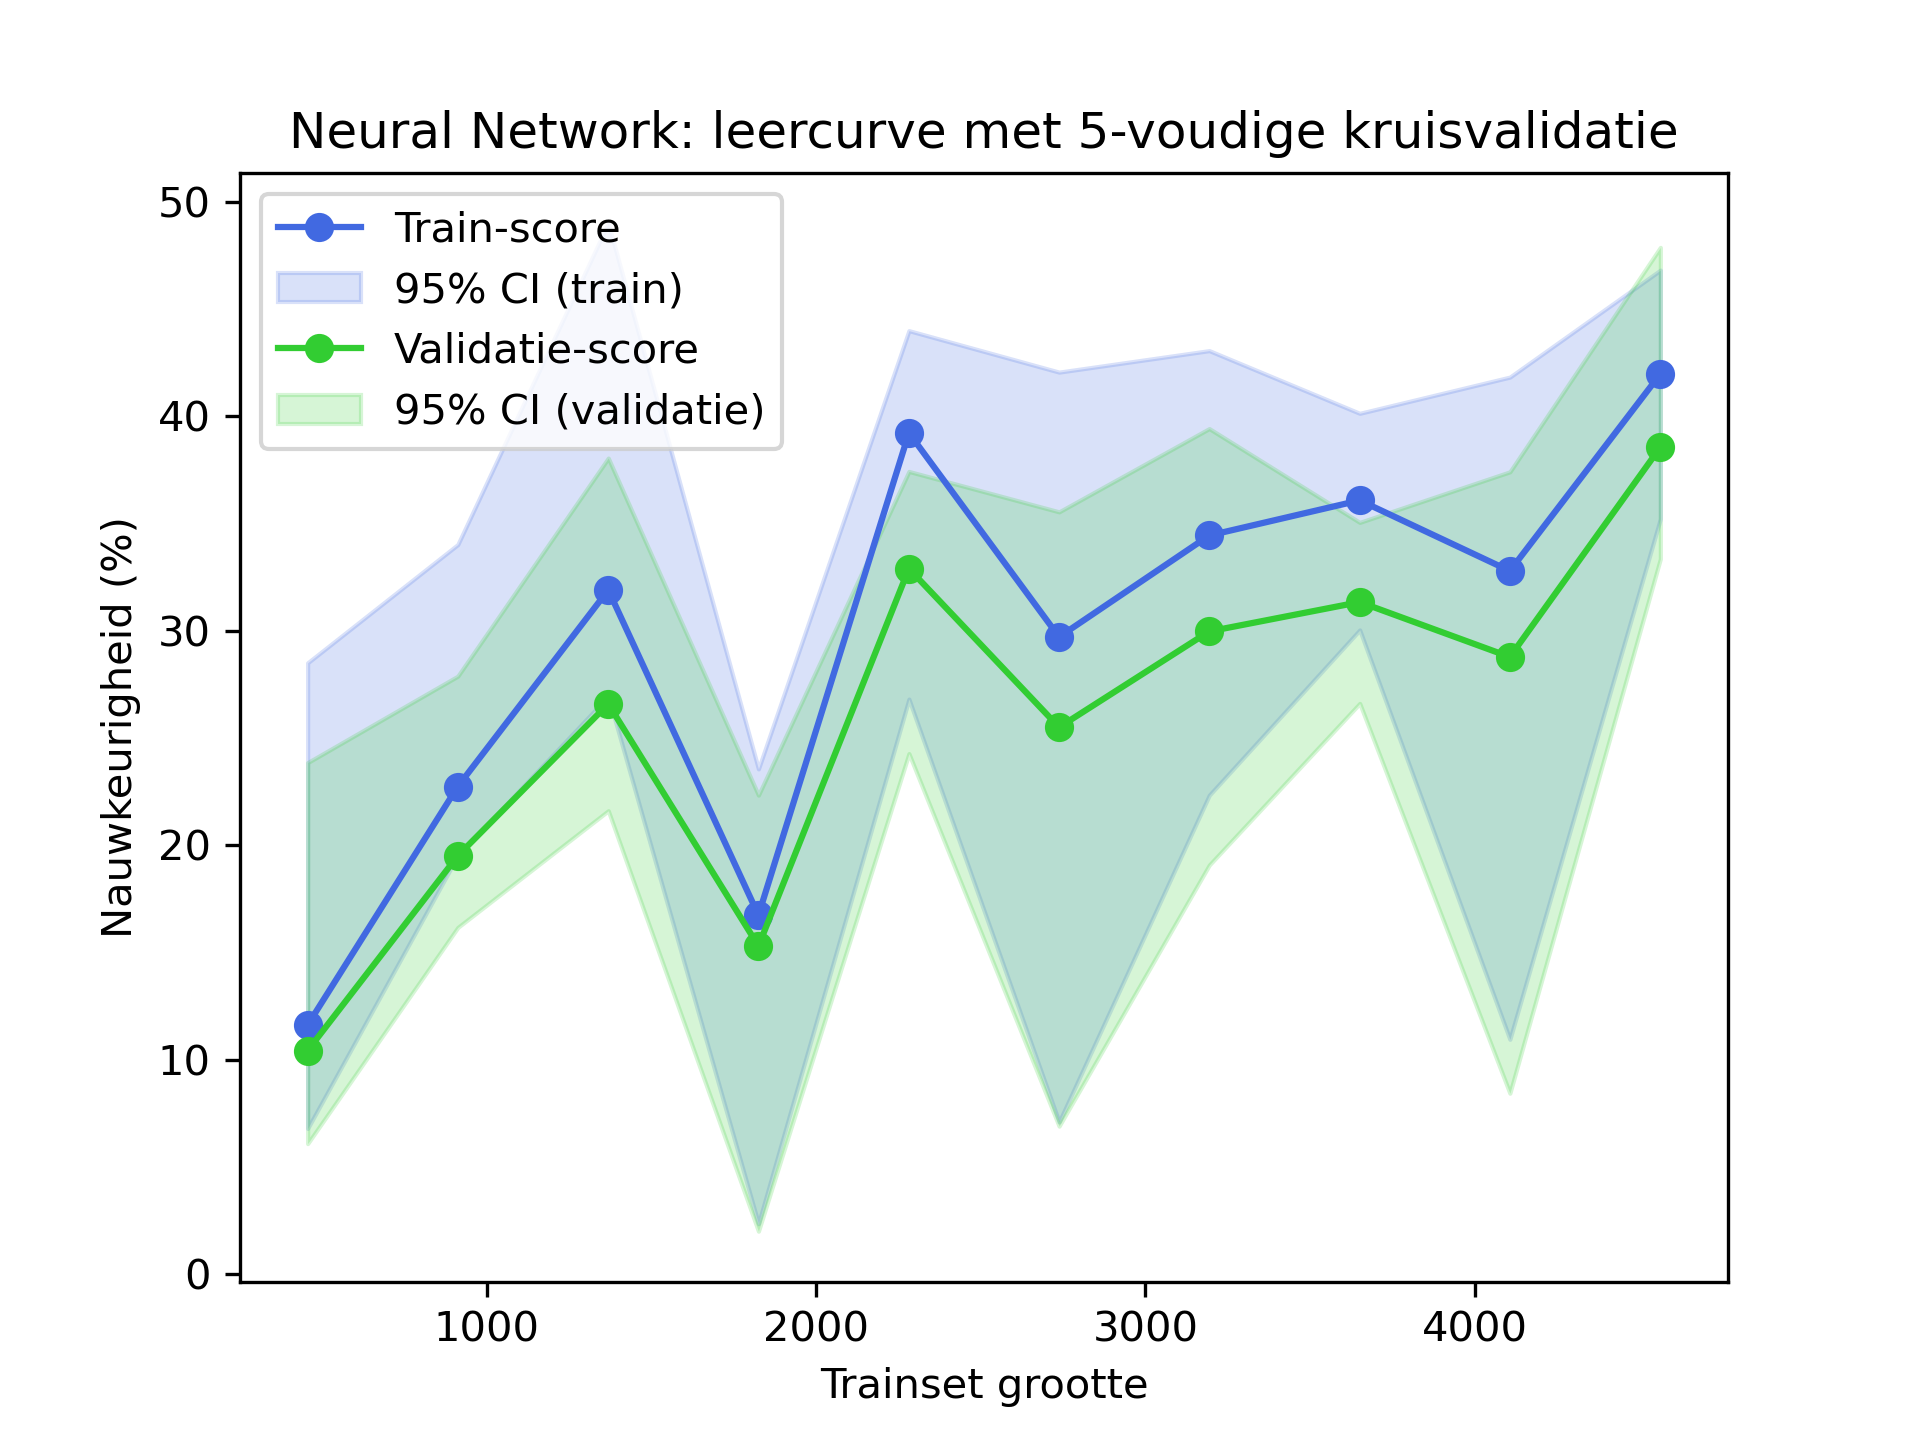 Neural Network: leercurve met 5-voudige kruisvalidatie
Train-score
95% CI (train)
Validatie-score
95% CI (validatie)
50
40
30
20
10
0
Nauwkeurigheid (%)
1000
2000
3000
4000
Trainset grootte